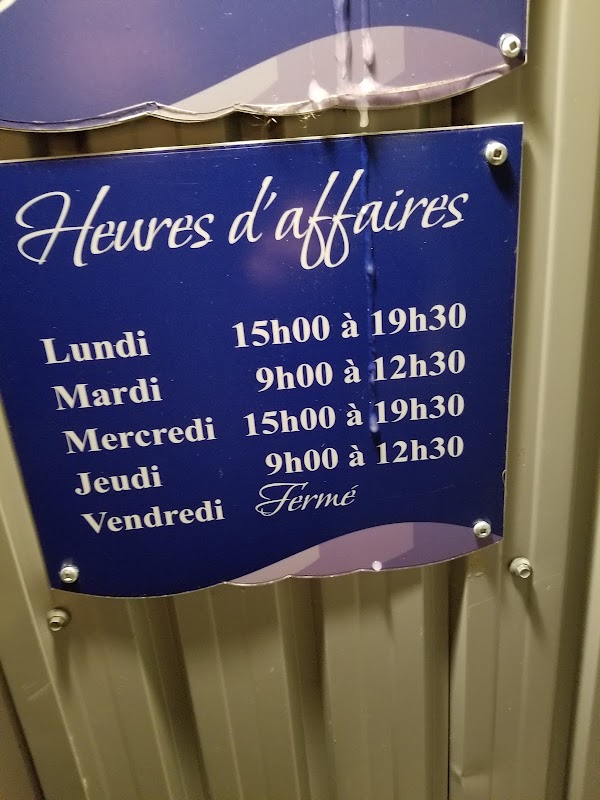 Heures d'affaires
Lundi 15h00 à 19h30
Mardi 9h00 à 12h30
Mercredi 15h00 à 19h30
Jeudi 9h00 à 12h30
Vendredi Fermé